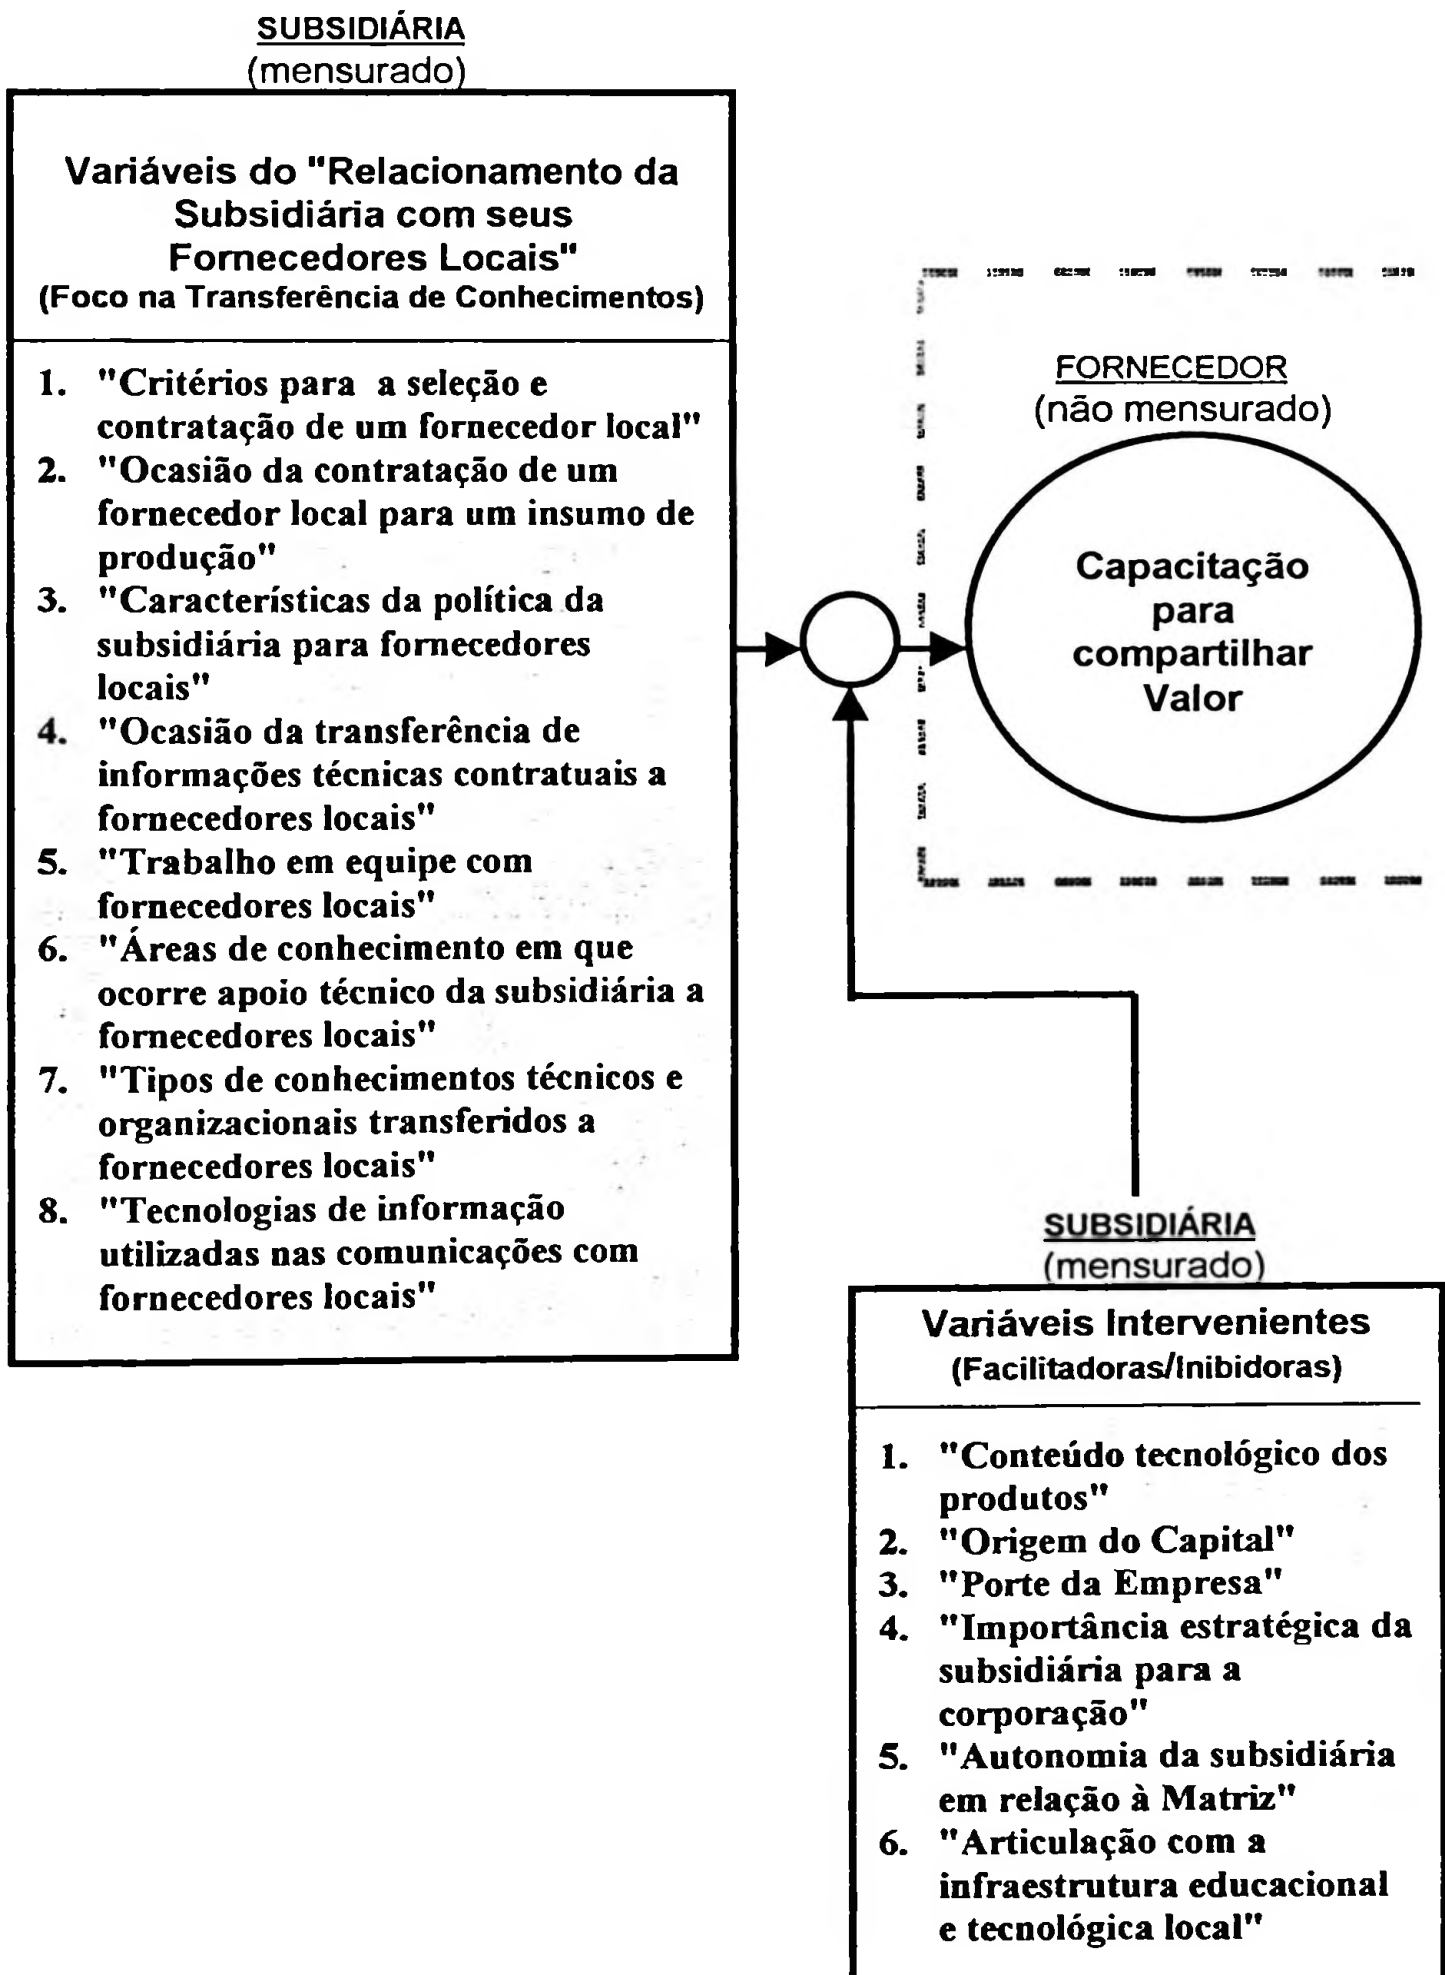 SUBSIDIÁRIA
(mensurado)
Variáveis do "Relacionamento da
Subsidiária com seus
Fornecedores Locais"
(Foco na Transferência de Conhecimentos)
1. "Critérios para a seleção e
contratação de um fornecedor local"
2. "Ocasião da contratação de um
fornecedor local para um insumo de
produção"
3. "Características da política da
subsidiária para fornecedores
locais"
4. "Ocasião da transferência de
informações técnicas contratuais a
fornecedores locais"
5. "Trabalho em equipe com
fornecedores locais"
6. "Áreas de conhecimento em que
ocorre apoio técnico da subsidiária a
fornecedores locais"
7. "Tipos de conhecimentos técnicos e
organizacionais transferidos a
fornecedores locais"
8. "Tecnologias de informação
utilizadas nas comunicações com
fornecedores locais"
FORNECEDOR
(não mensurado)
Capacitação
para
compartilhar
Valor
SUBSIDIÁRIA
(mensurado)
Variáveis Intervenientes
(Facilitadoras/Inibidoras)
1. "Conteúdo tecnológico dos
produtos"
2. "Origem do Capital"
3. "Porte da Empresa"
4. "Importância estratégica da
subsidiária para a
corporação"
5. "Autonomia da subsidiária
em relação à Matriz"
6. "Articulação com a
infraestrutura educacional
e tecnológica local"